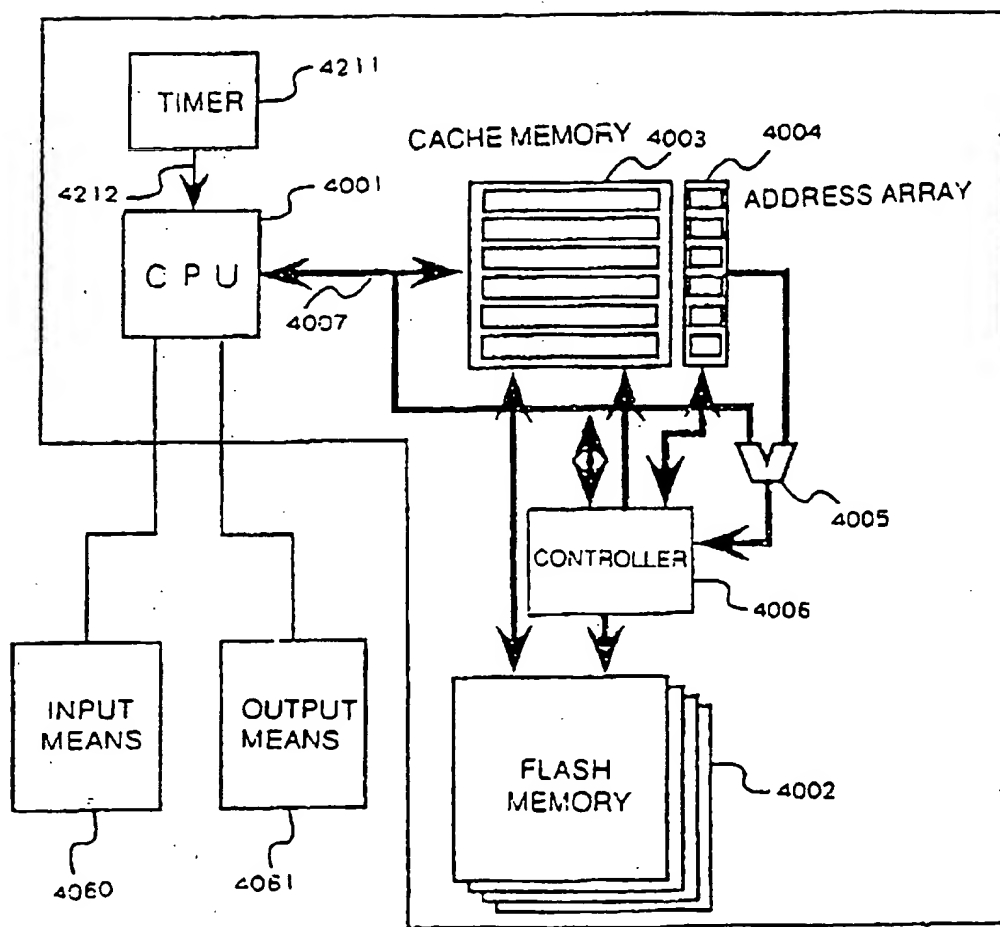 4211
TIMER
4212
4001
C P U
4007
CACHE MEMORY
4003
4004
ADDRESS ARRAY
4005
CONTROLLER
4006
INPUT
MEANS
OUTPUT
MEANS
FLASH
MEMORY
4002
4060
4061